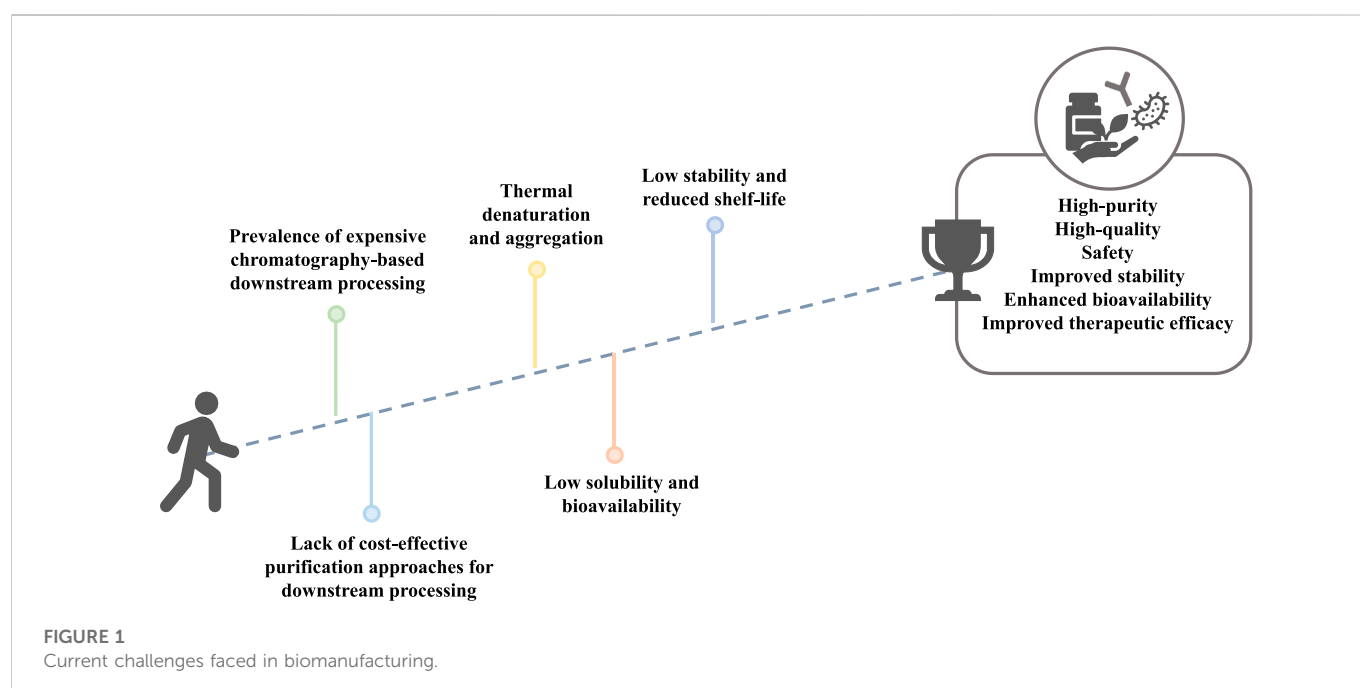 Prevalence of expensive
chromatography-based
downstream processing
Thermal
denaturation
and aggregation
Low stability and
reduced shelf-life
Lack of cost-effective
purification approaches for
downstream processing
Low solubility and
bioavailability
High-purity
High-quality
Safety
Improved stability
Enhanced bioavailability
Improved therapeutic efficacy
FIGURE 1
Current challenges faced in biomanufacturing.